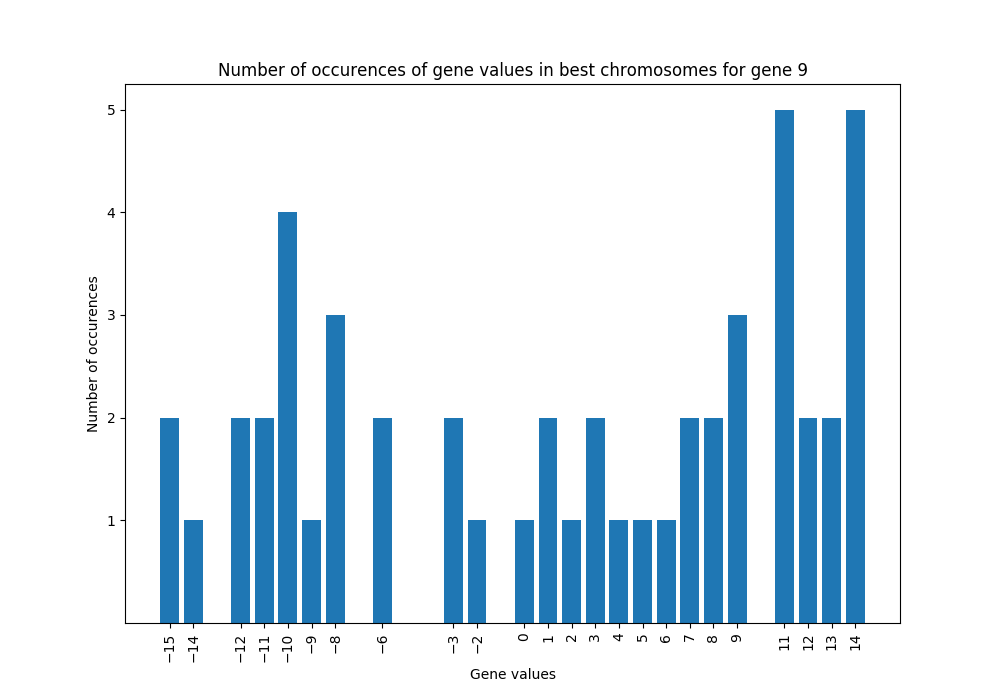 Number of occurences of gene values in best chromosomes for gene 9
5
4
3
2
1
Number of occurences
−15 −14 −12 −11 −10 −9 −8 −6 −3 −2 0 1 2 3 4 5 6 7 8 9 11 12 13 14
Gene values